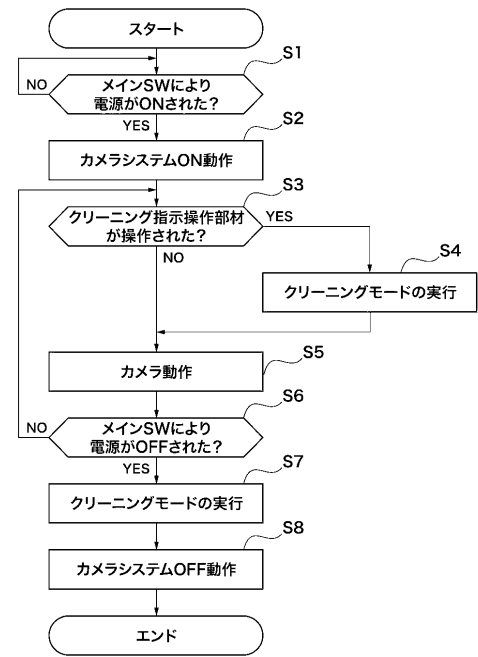 スタート
S1
メインSWにより
電源がONされた？
NO
YES
S2
カメラシステムON動作
S3
クリーニング指示操作部材
が操作された？
YES
NO
S4
クリーニングモードの実行
S5
カメラ動作
S6
メインSWにより
電源がOFFされた？
NO
YES
S7
クリーニングモードの実行
S8
カメラシステムOFF動作
エンド